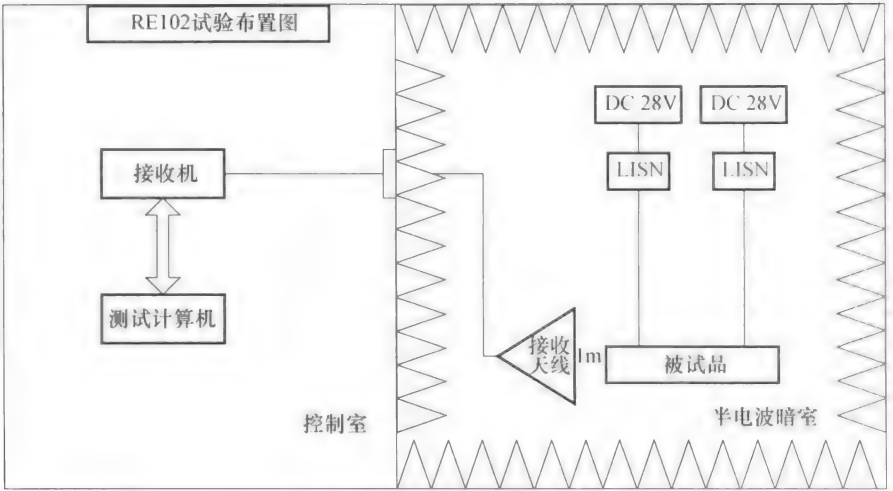 RE102试验布置图
DC 28V
DC 28V
接收机
LISN
LISN
测试计算机
接收
天线
1m
被试品
控制室
半电波暗室